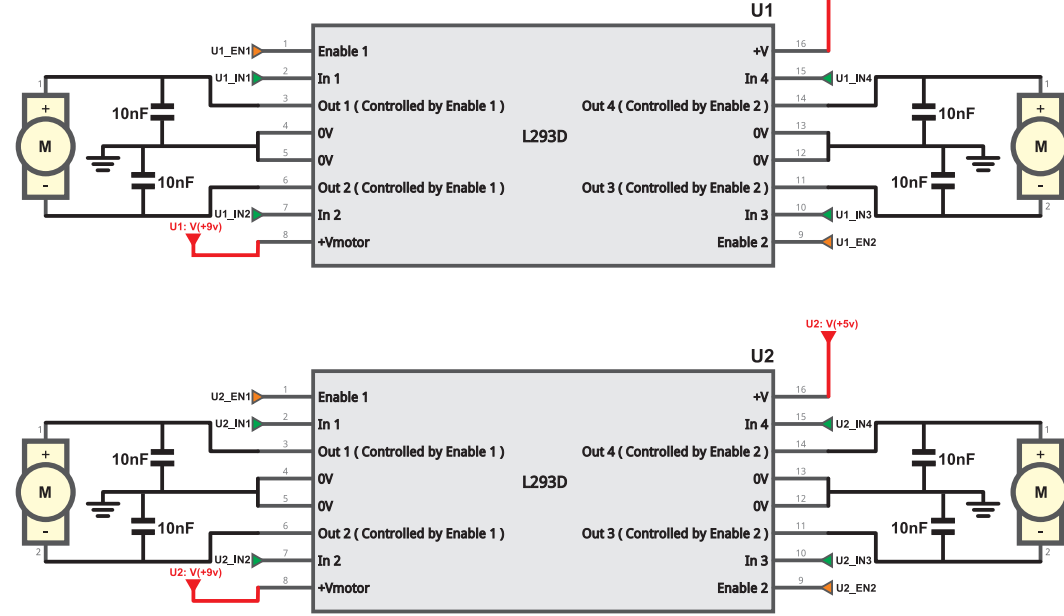 U1
U1_EN1 1 Enable 1 +V 16
1 U1_IN1 2 In 1 In 4 15 U1_IN4 1
+ 10nF 3 Out 1 ( Controlled by Enable 1 ) Out 4 ( Controlled by Enable 2 ) 14 10nF +
4 0V 0V 13
M L293D M
5 0V 0V 12
- 10nF 6 Out 2 ( Controlled by Enable 1 ) Out 3 ( Controlled by Enable 2 ) 11 10nF -
2 U1_IN2 7 In 2 In 3 10 U1_IN3 2
U1: V(+9v)
8 +Vmotor Enable 2 9 U1_EN2
U2: V(+5v)
U2
U2_EN1 1 Enable 1 +V 16
1 U2_IN1 2 In 1 In 4 15 U2_IN4 1
+ 10nF 3 Out 1 ( Controlled by Enable 1 ) Out 4 ( Controlled by Enable 2 ) 14 10nF +
4 0V 0V 13
M L293D M
5 0V 0V 12
- 10nF 6 Out 2 ( Controlled by Enable 1 ) Out 3 ( Controlled by Enable 2 ) 11 10nF -
2 U2_IN2 7 In 2 In 3 10 U2_IN3 2
U2: V(+9v)
8 +Vmotor Enable 2 9 U2_EN2